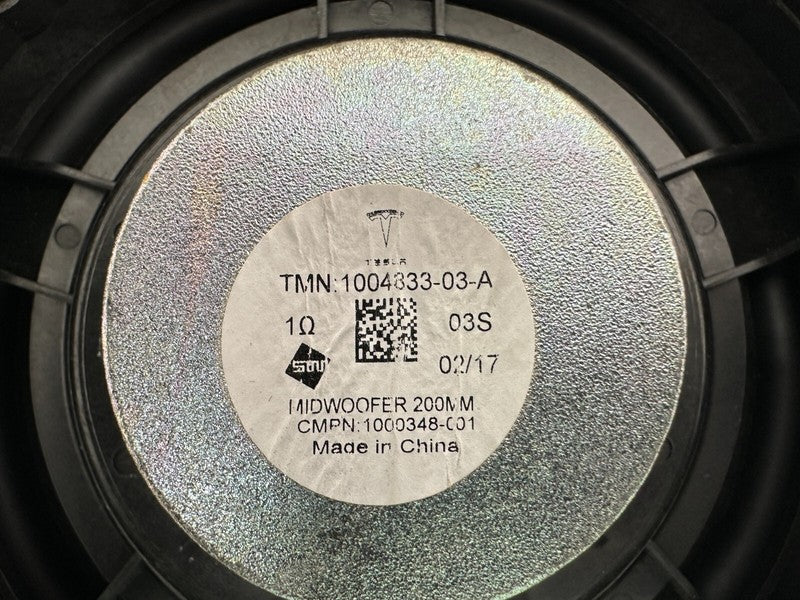 TESLA
TMN:1004833-03-A
1Ω
03S
02/17
MIDWOOFER 200MM
CMPN:1000348-001
Made in China